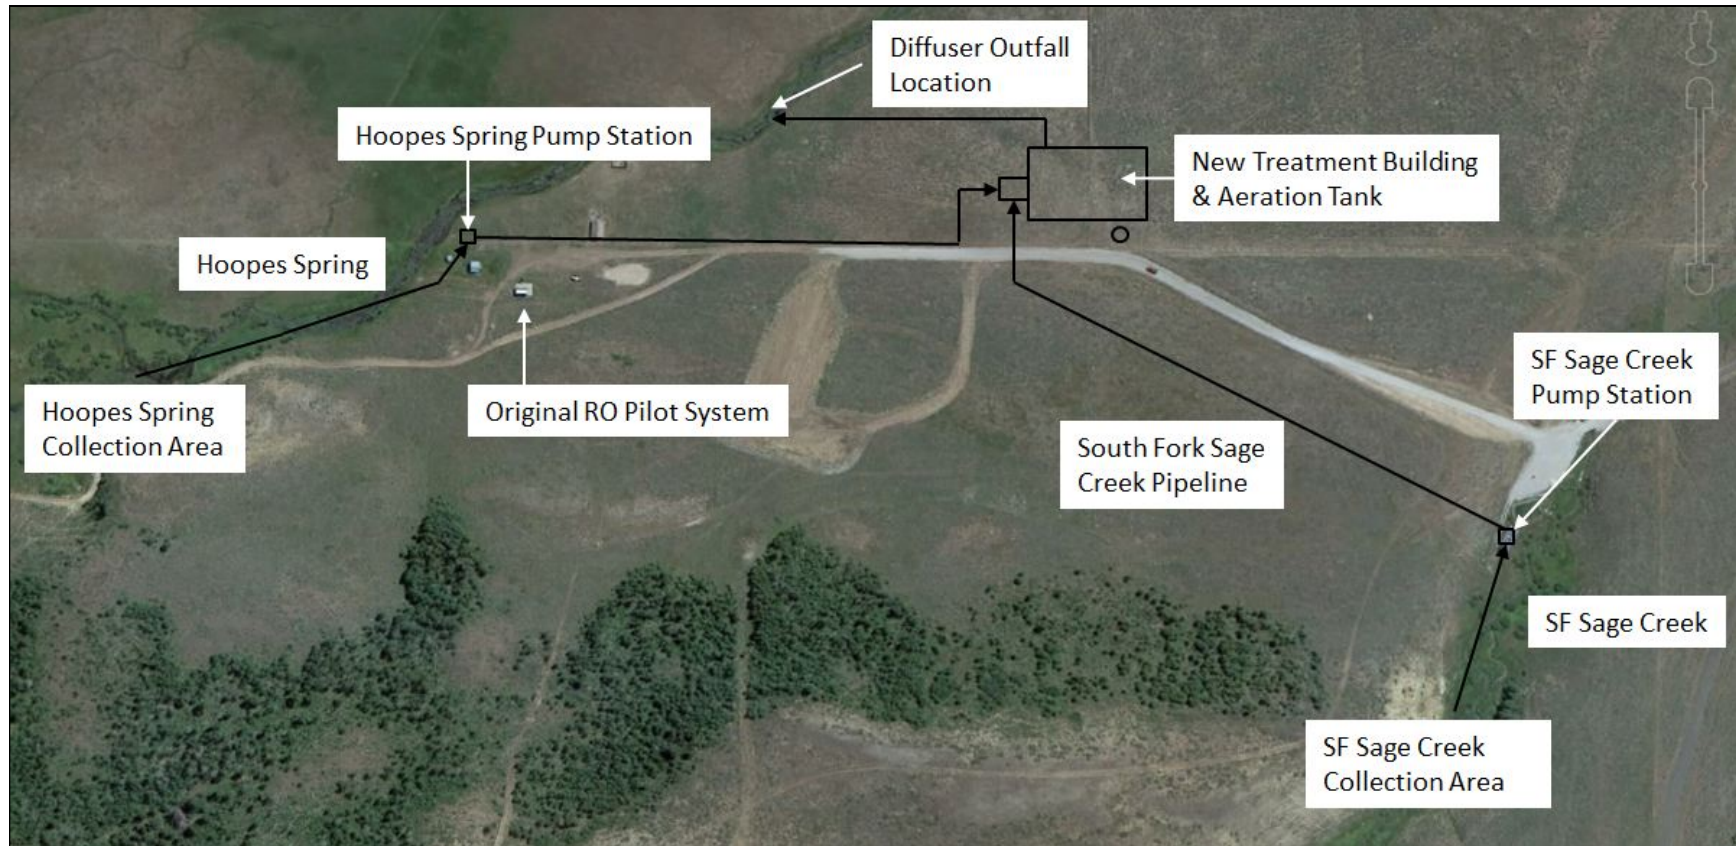 Diffuser Outfall
Location
Hoopes Spring Pump Station
New Treatment Building
& Aeration Tank
Hoopes Spring
SF Sage Creek
Pump Station
Hoopes Spring
Collection Area
Original RO Pilot System
South Fork Sage
Creek Pipeline
SF Sage Creek
SF Sage Creek
Collection Area